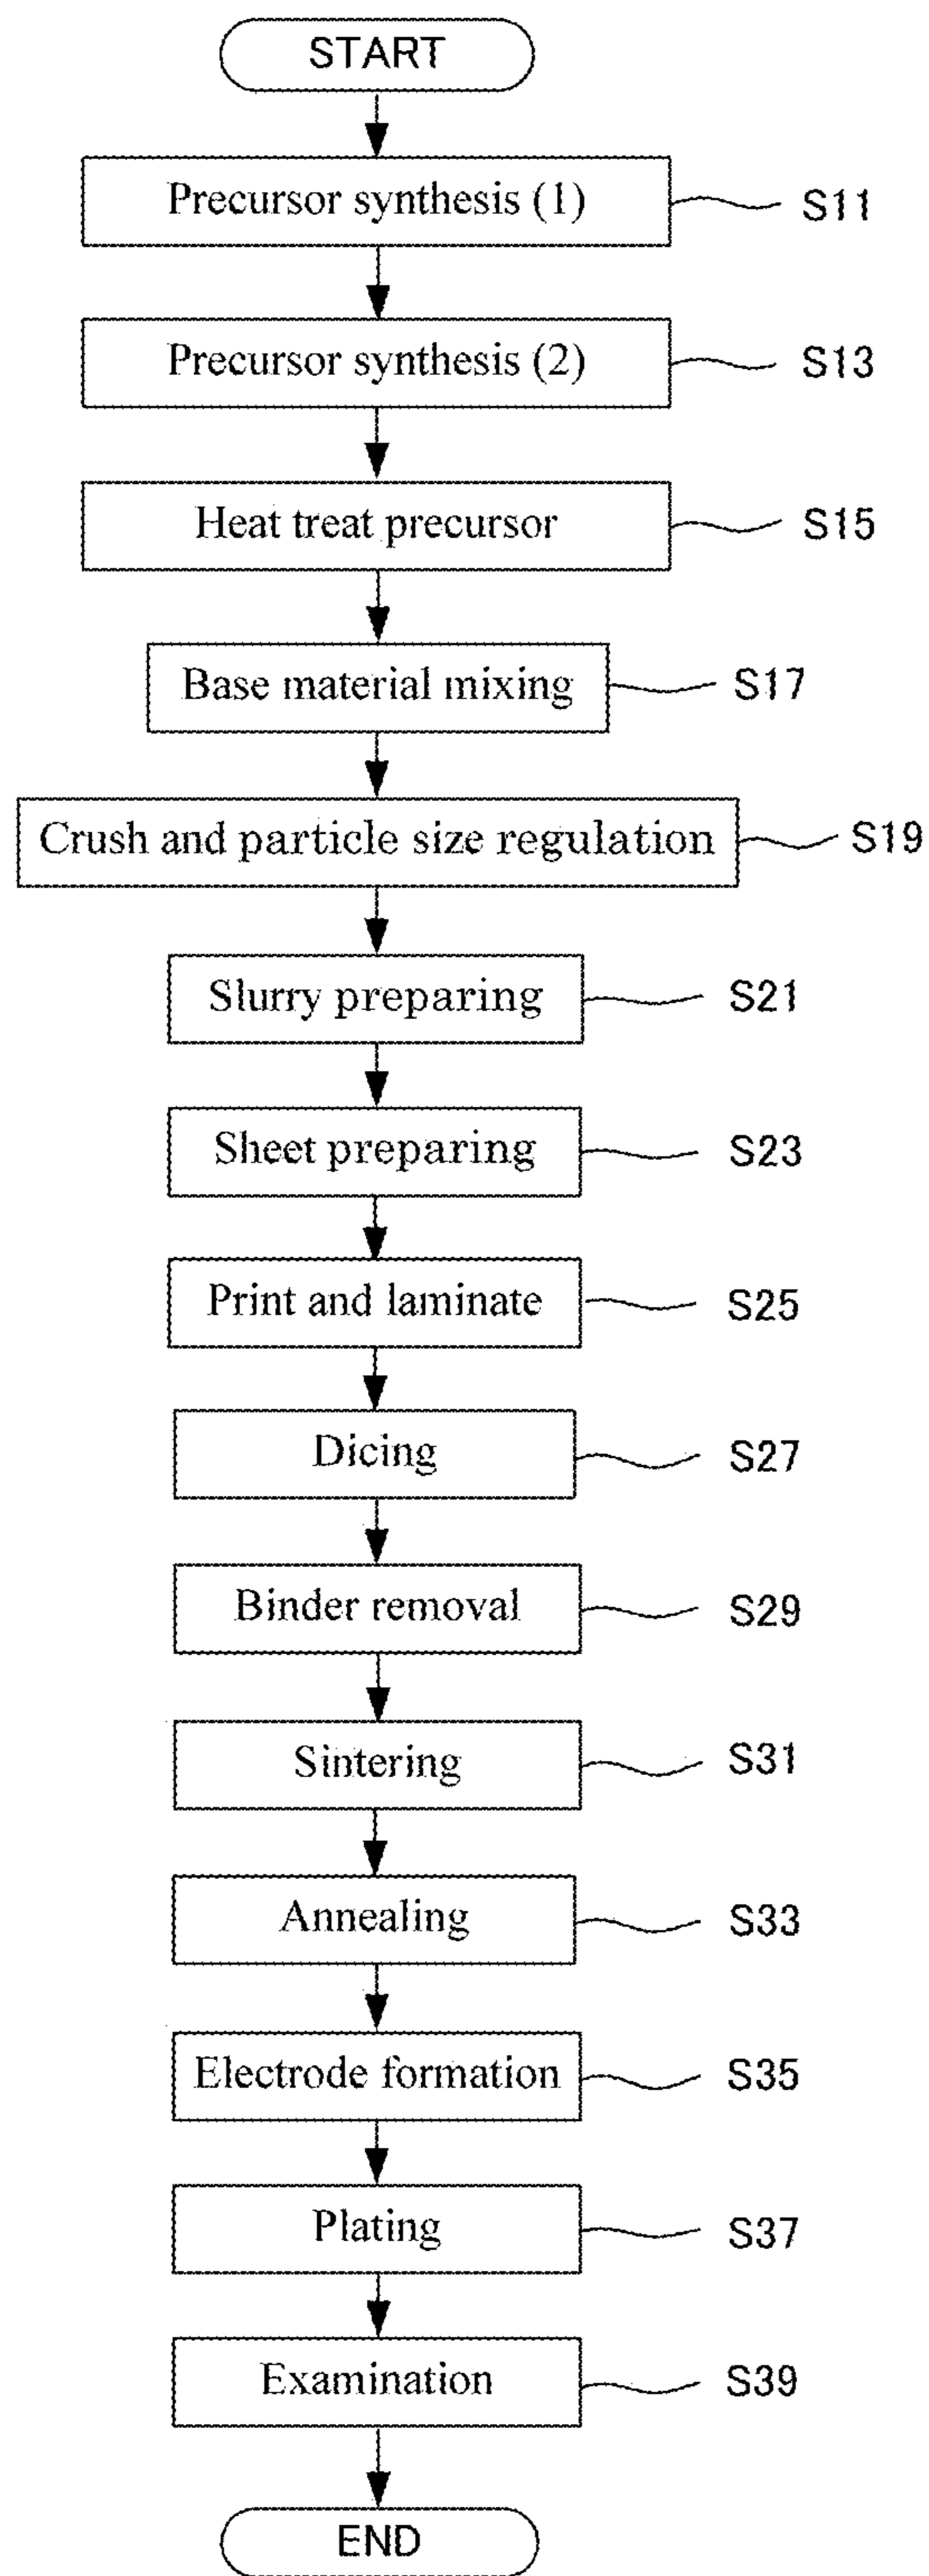 START
Precursor synthesis (1)
S11
Precursor synthesis (2)
S13
Heat treat precursor
S15
Base material mixing
S17
Crush and particle size regulation
S19
Slurry preparing
S21
Sheet preparing
S23
Print and laminate
S25
Dicing
S27
Binder removal
S29
Sintering
S31
Annealing
S33
Electrode formation
S35
Plating
S37
Examination
S39
END